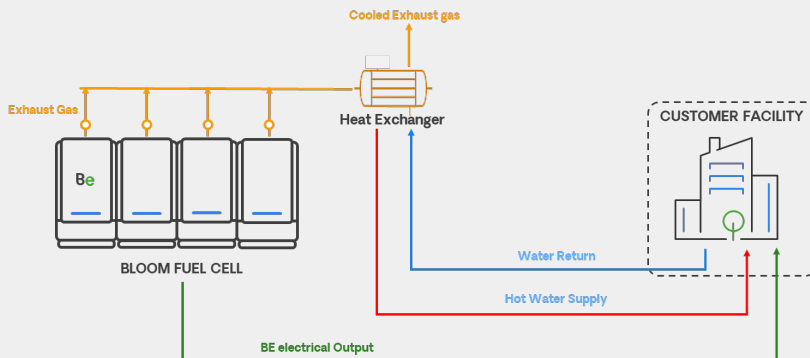 Cooled Exhaust gas
Exhaust Gas
Heat Exchanger
CUSTOMER FACILITY
Be
BLOOM FUEL CELL
Water Return
Hot Water Supply
BE electrical Output